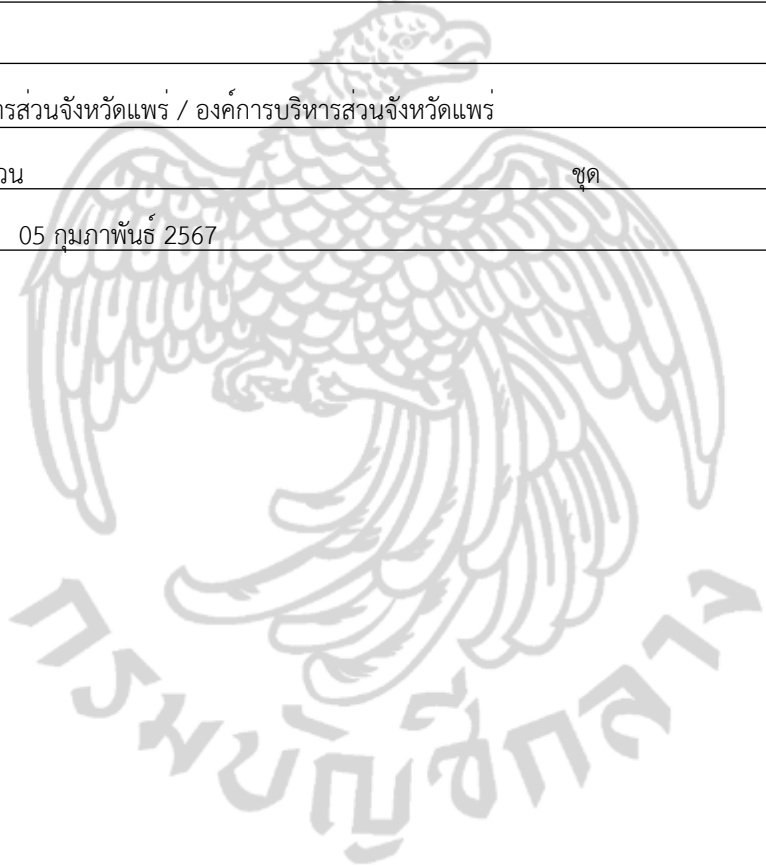 ารส่วนจังหวัดแพร่ / องค์การบริหารส่วนจังหวัดแพร่
วน ชุด
05 กุมภาพันธ์ 2567
กรมบัญชีกลาง